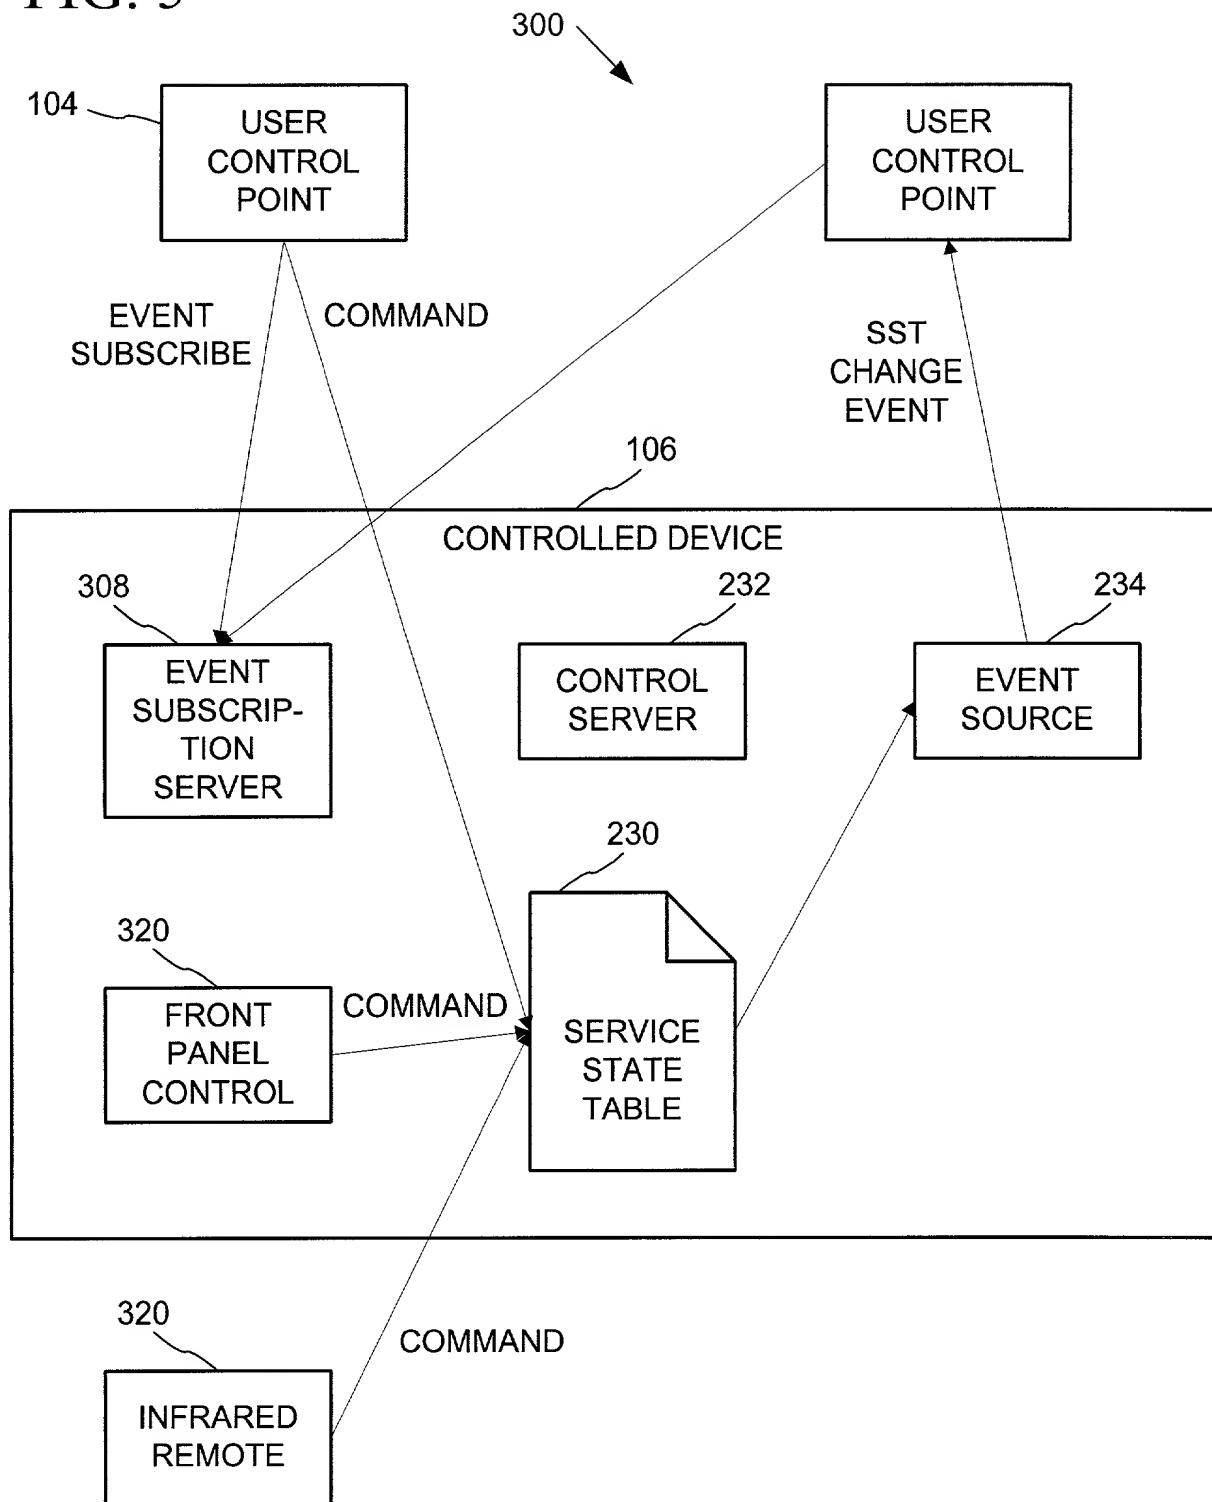 300
104
USER
CONTROL
POINT
USER
CONTROL
POINT
EVENT
SUBSCRIBE
COMMAND
SST
CHANGE
EVENT
106
CONTROLLED DEVICE
308
232
234
EVENT
SUBSCRIP-
TION
SERVER
CONTROL
SERVER
EVENT
SOURCE
230
320
FRONT
PANEL
CONTROL
COMMAND
SERVICE
STATE
TABLE
320
COMMAND
INFRARED
REMOTE